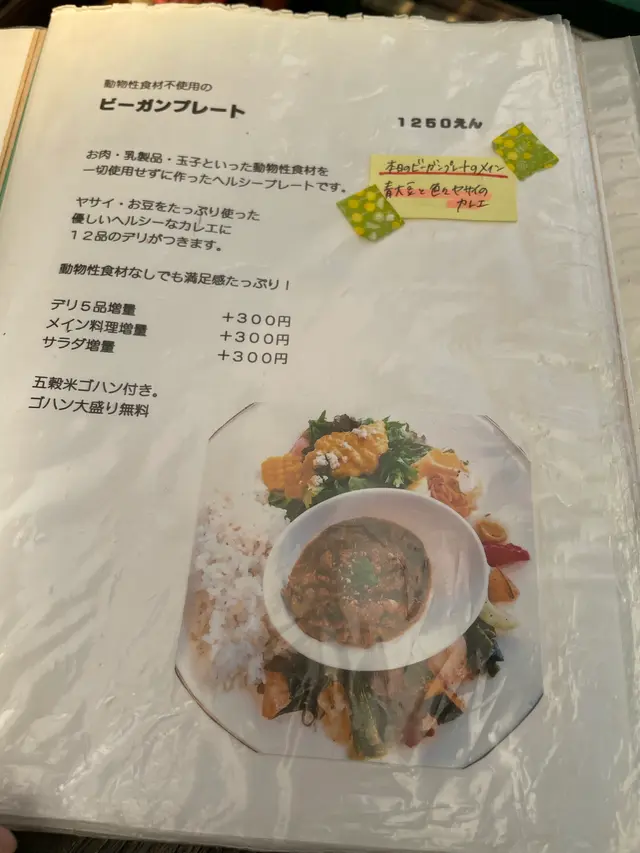 動物性食材不使用の
ビーガンプレート
1250えん
本日のビーガンプレートのメイン
青大豆と色々ヤサイの
カレエ
お肉・乳製品・玉子といった動物性食材を
一切使用せずに作ったヘルシープレートです。
ヤサイ・お豆をたっぷり使った
優しいヘルシーなカレエに
12品のデリがつきます。
動物性食材なしでも満足感たっぷり!
デリ5品増量 +300円
メイン料理増量 +300円
サラダ増量 +300円
五穀米ゴハン付き。
ゴハン大盛り無料